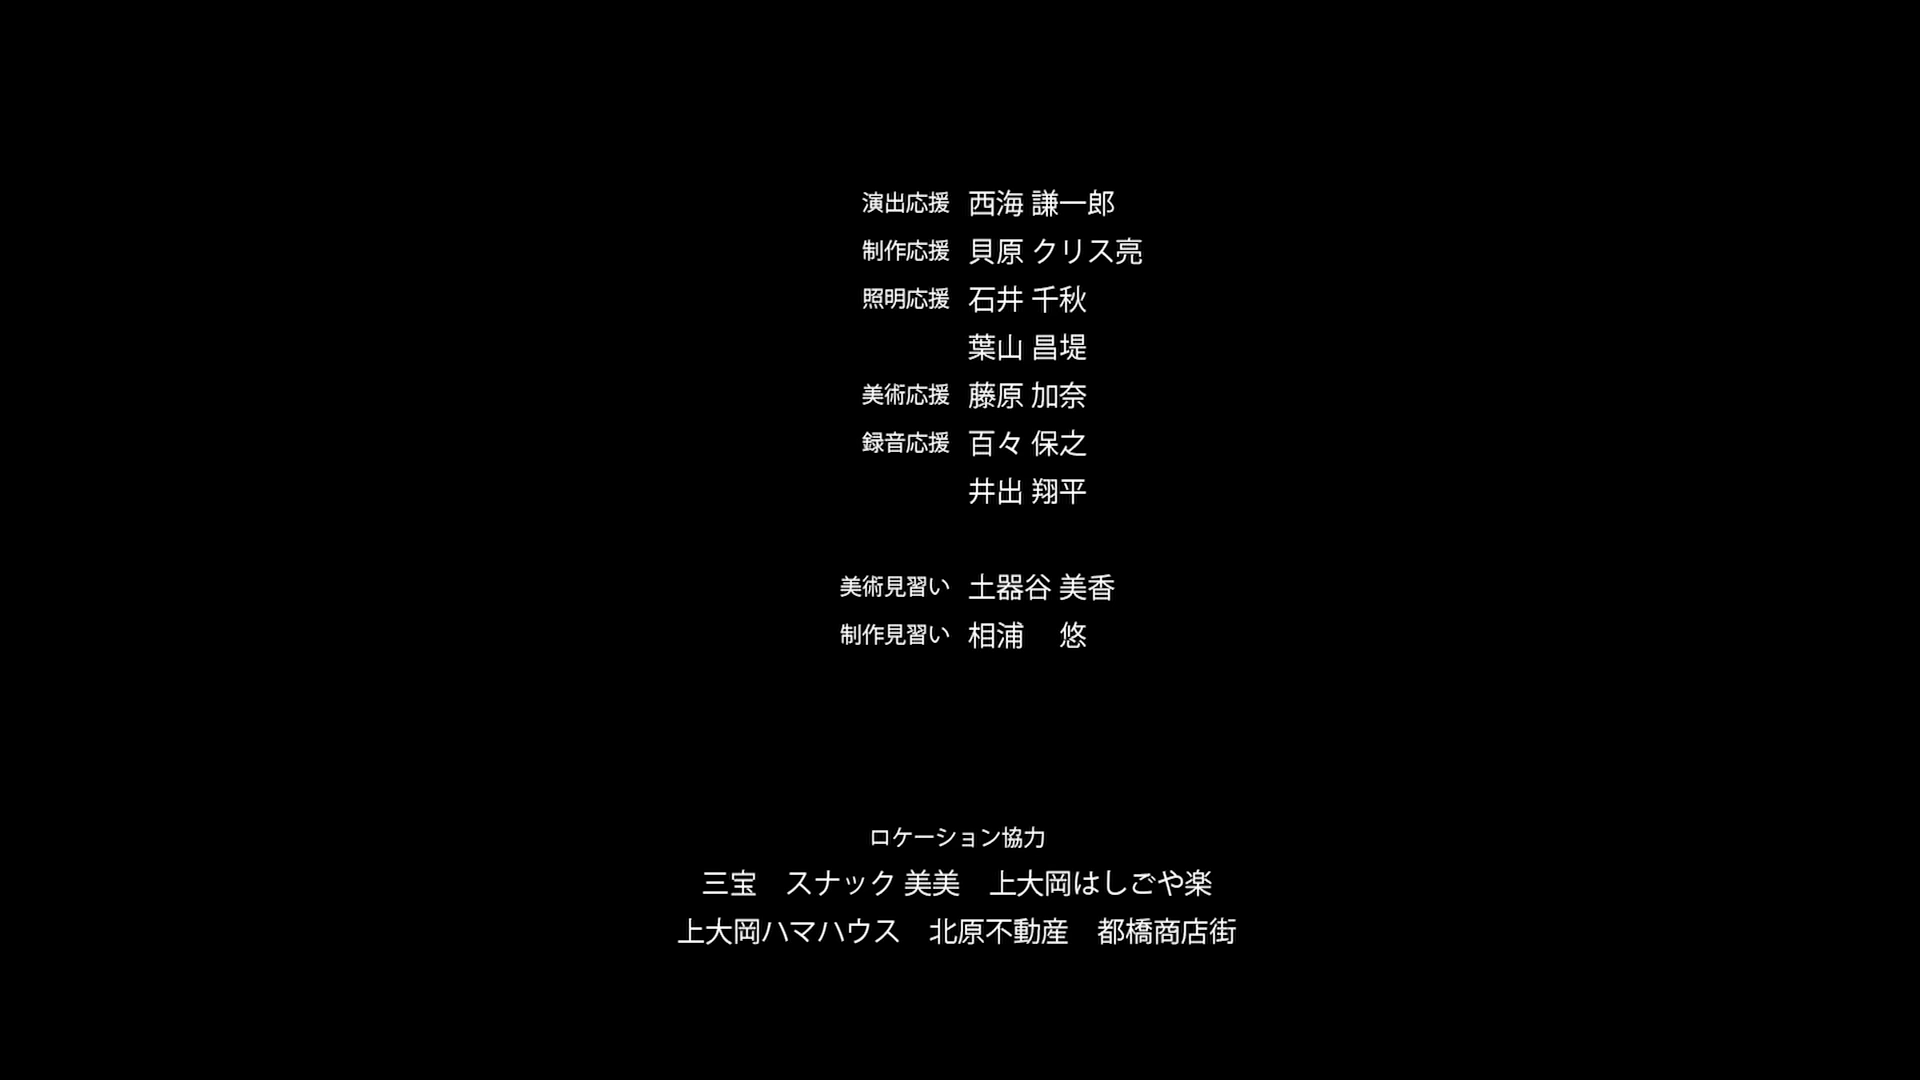 演出応援 西海 謙一郎
制作応援 貝原 クリス亮
照明応援 石井 千秋
葉山 昌堤
美術応援 藤原 加奈
録音応援 百々 保之
井出 翔平
美術見習い 土器谷 美香
制作見習い 相浦　悠
ロケーション協力
三宝　スナック 美美　上大岡はしごや楽
上大岡ハマハウス　北原不動産　都橋商店街